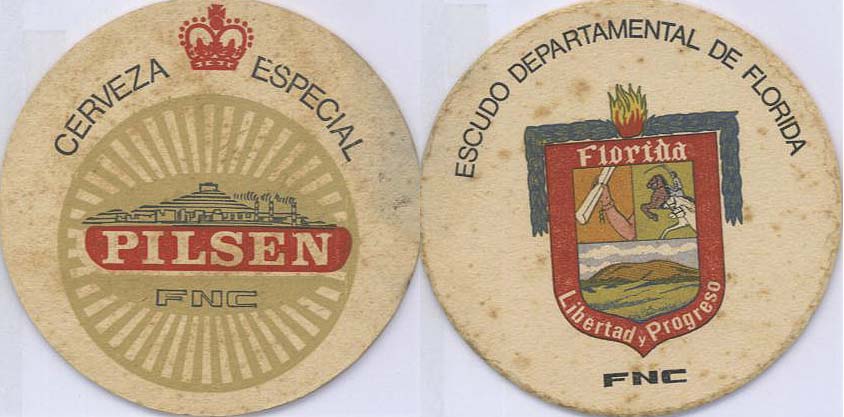 CERVEZA ESPECIAL
PILSEN
FNC
ESCUDO DEPARTAMENTAL DE FLORIDA
Florida
Libertad y Progreso
FNC